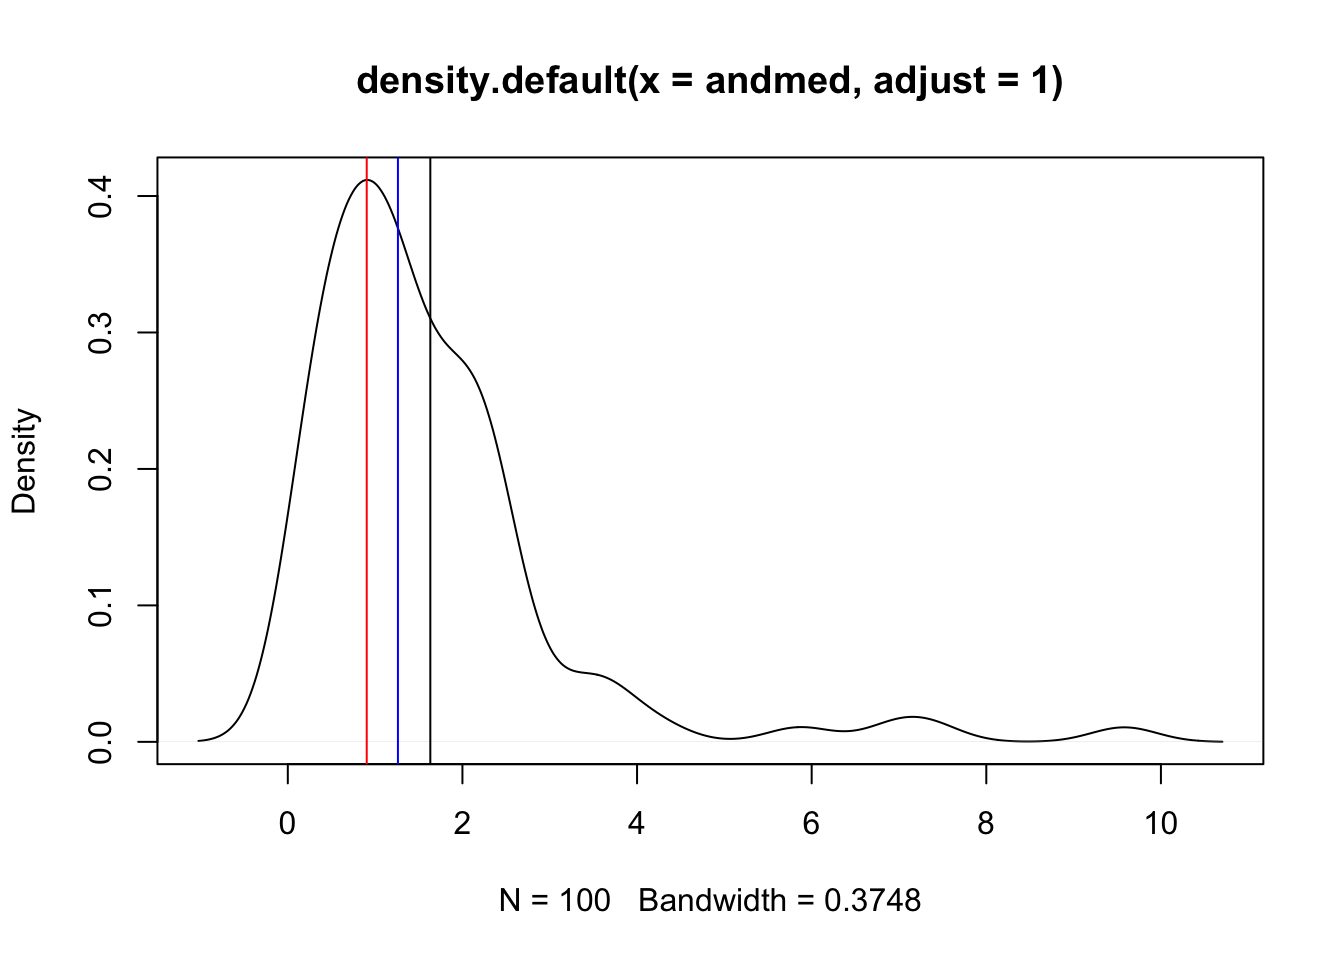 density.default(x = andmed, adjust = 1)
Density
0.4
0.3
0.2
0.1
0.0
0 2 4 6 8 10
N = 100 Bandwidth = 0.3748